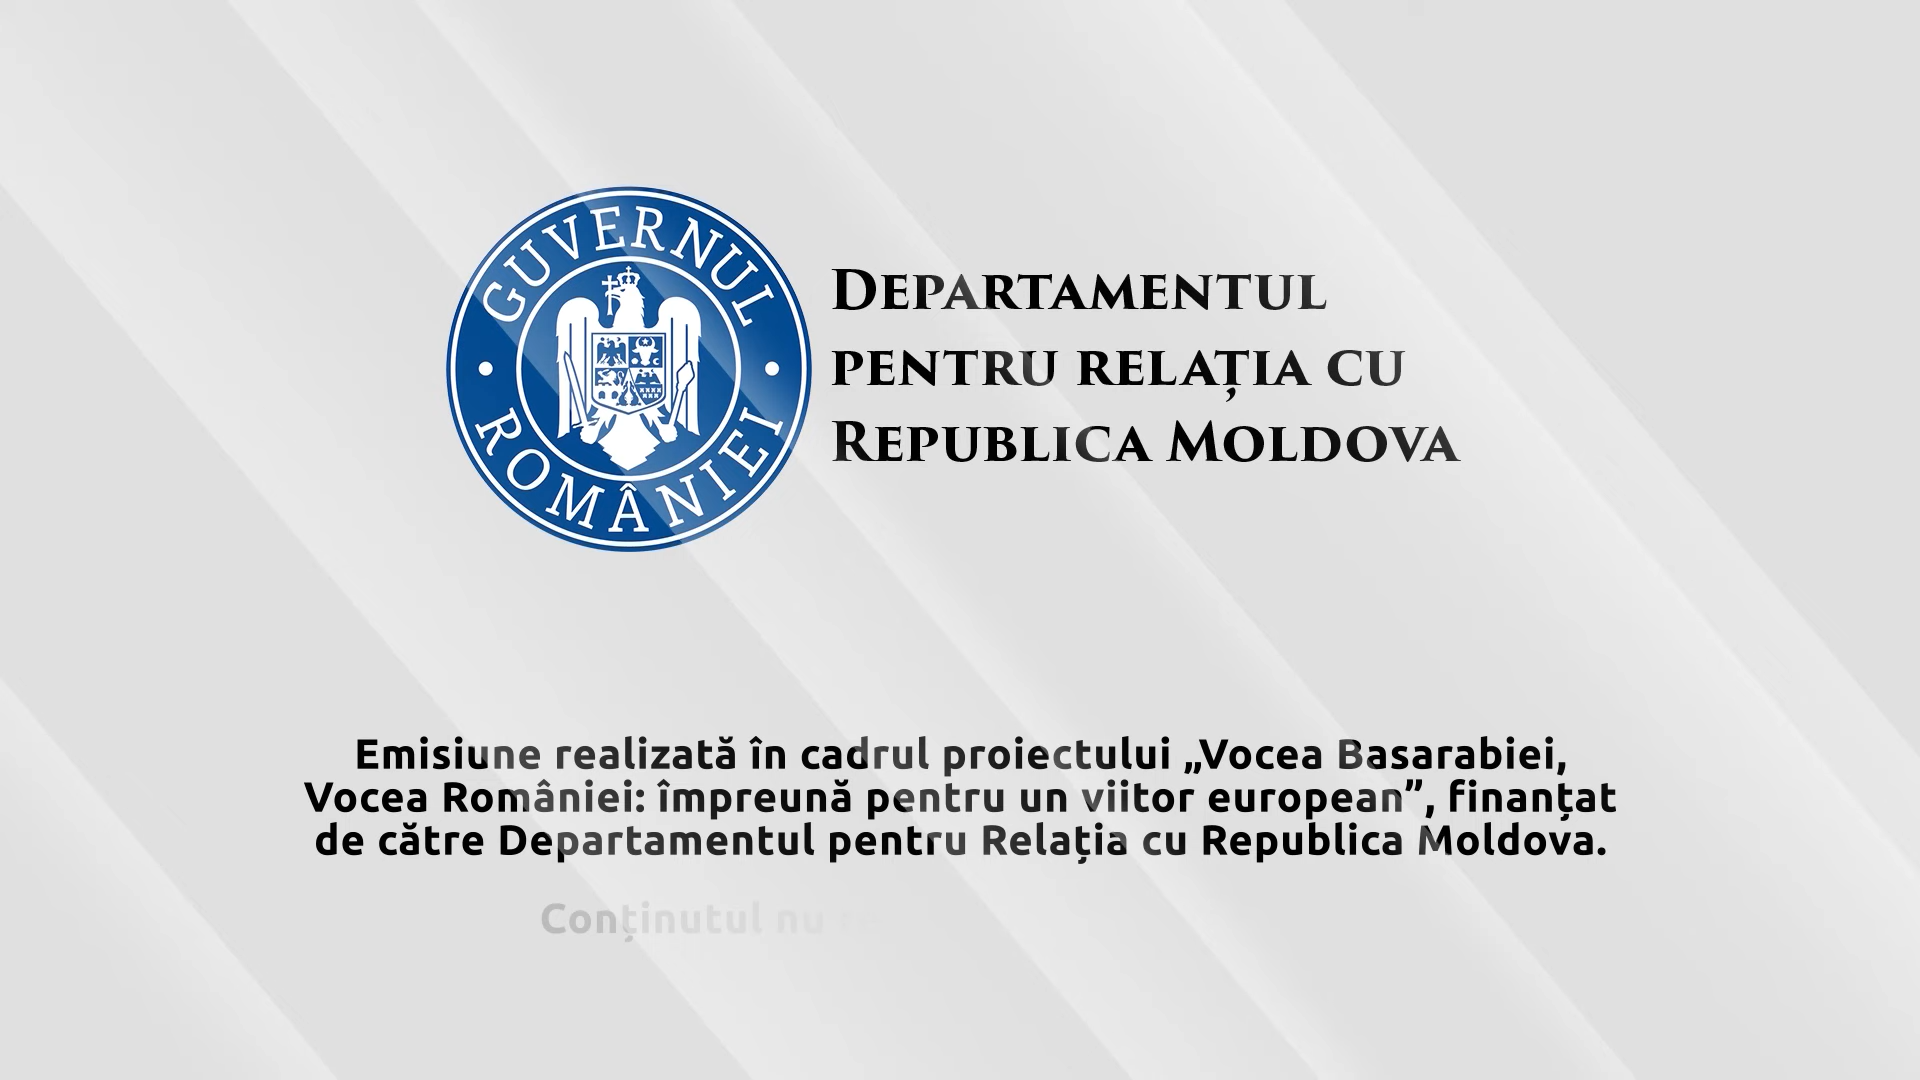 GUVERNUL ROMÂNIEI
DEPARTAMENTUL
PENTRU RELAȚIA CU
REPUBLICA MOLDOVA
Emisiune realizată în cadrul proiectului „Vocea Basarabiei,
Vocea României: împreună pentru un viitor european”, finanțat
de către Departamentul pentru Relația cu Republica Moldova.
Conținutul nu